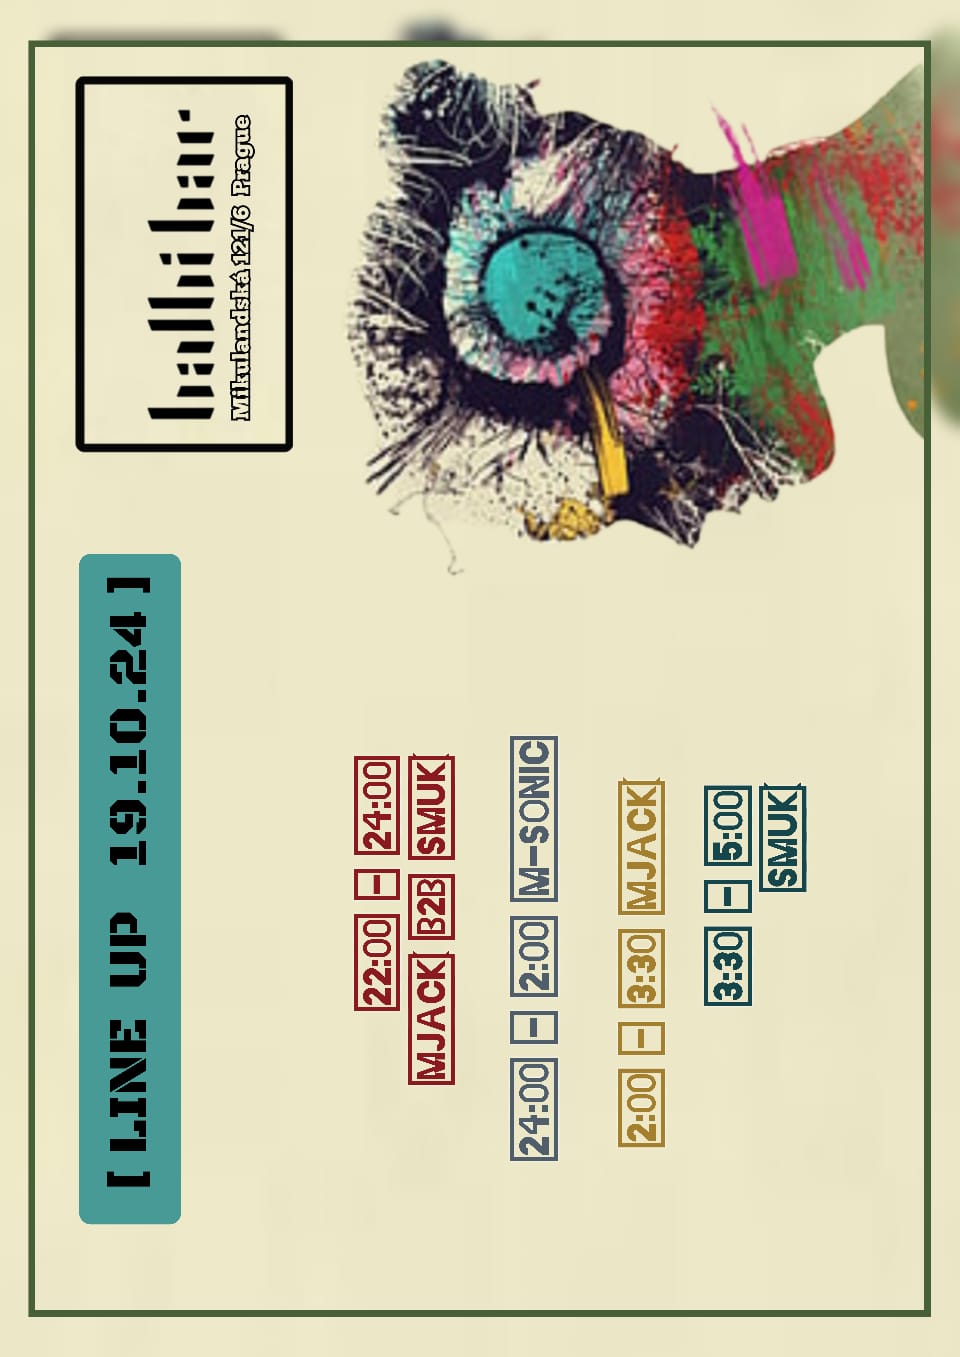 balbi bar
Mikulandská 121/6 Prague
[ LINE UP 19.10.24 ]
22:00 – 24:00
MJACK B2B SMUK
24:00 – 2:00 M-SONIC
2:00 – 3:30 MJACK
3:30 – 5:00
SMUK